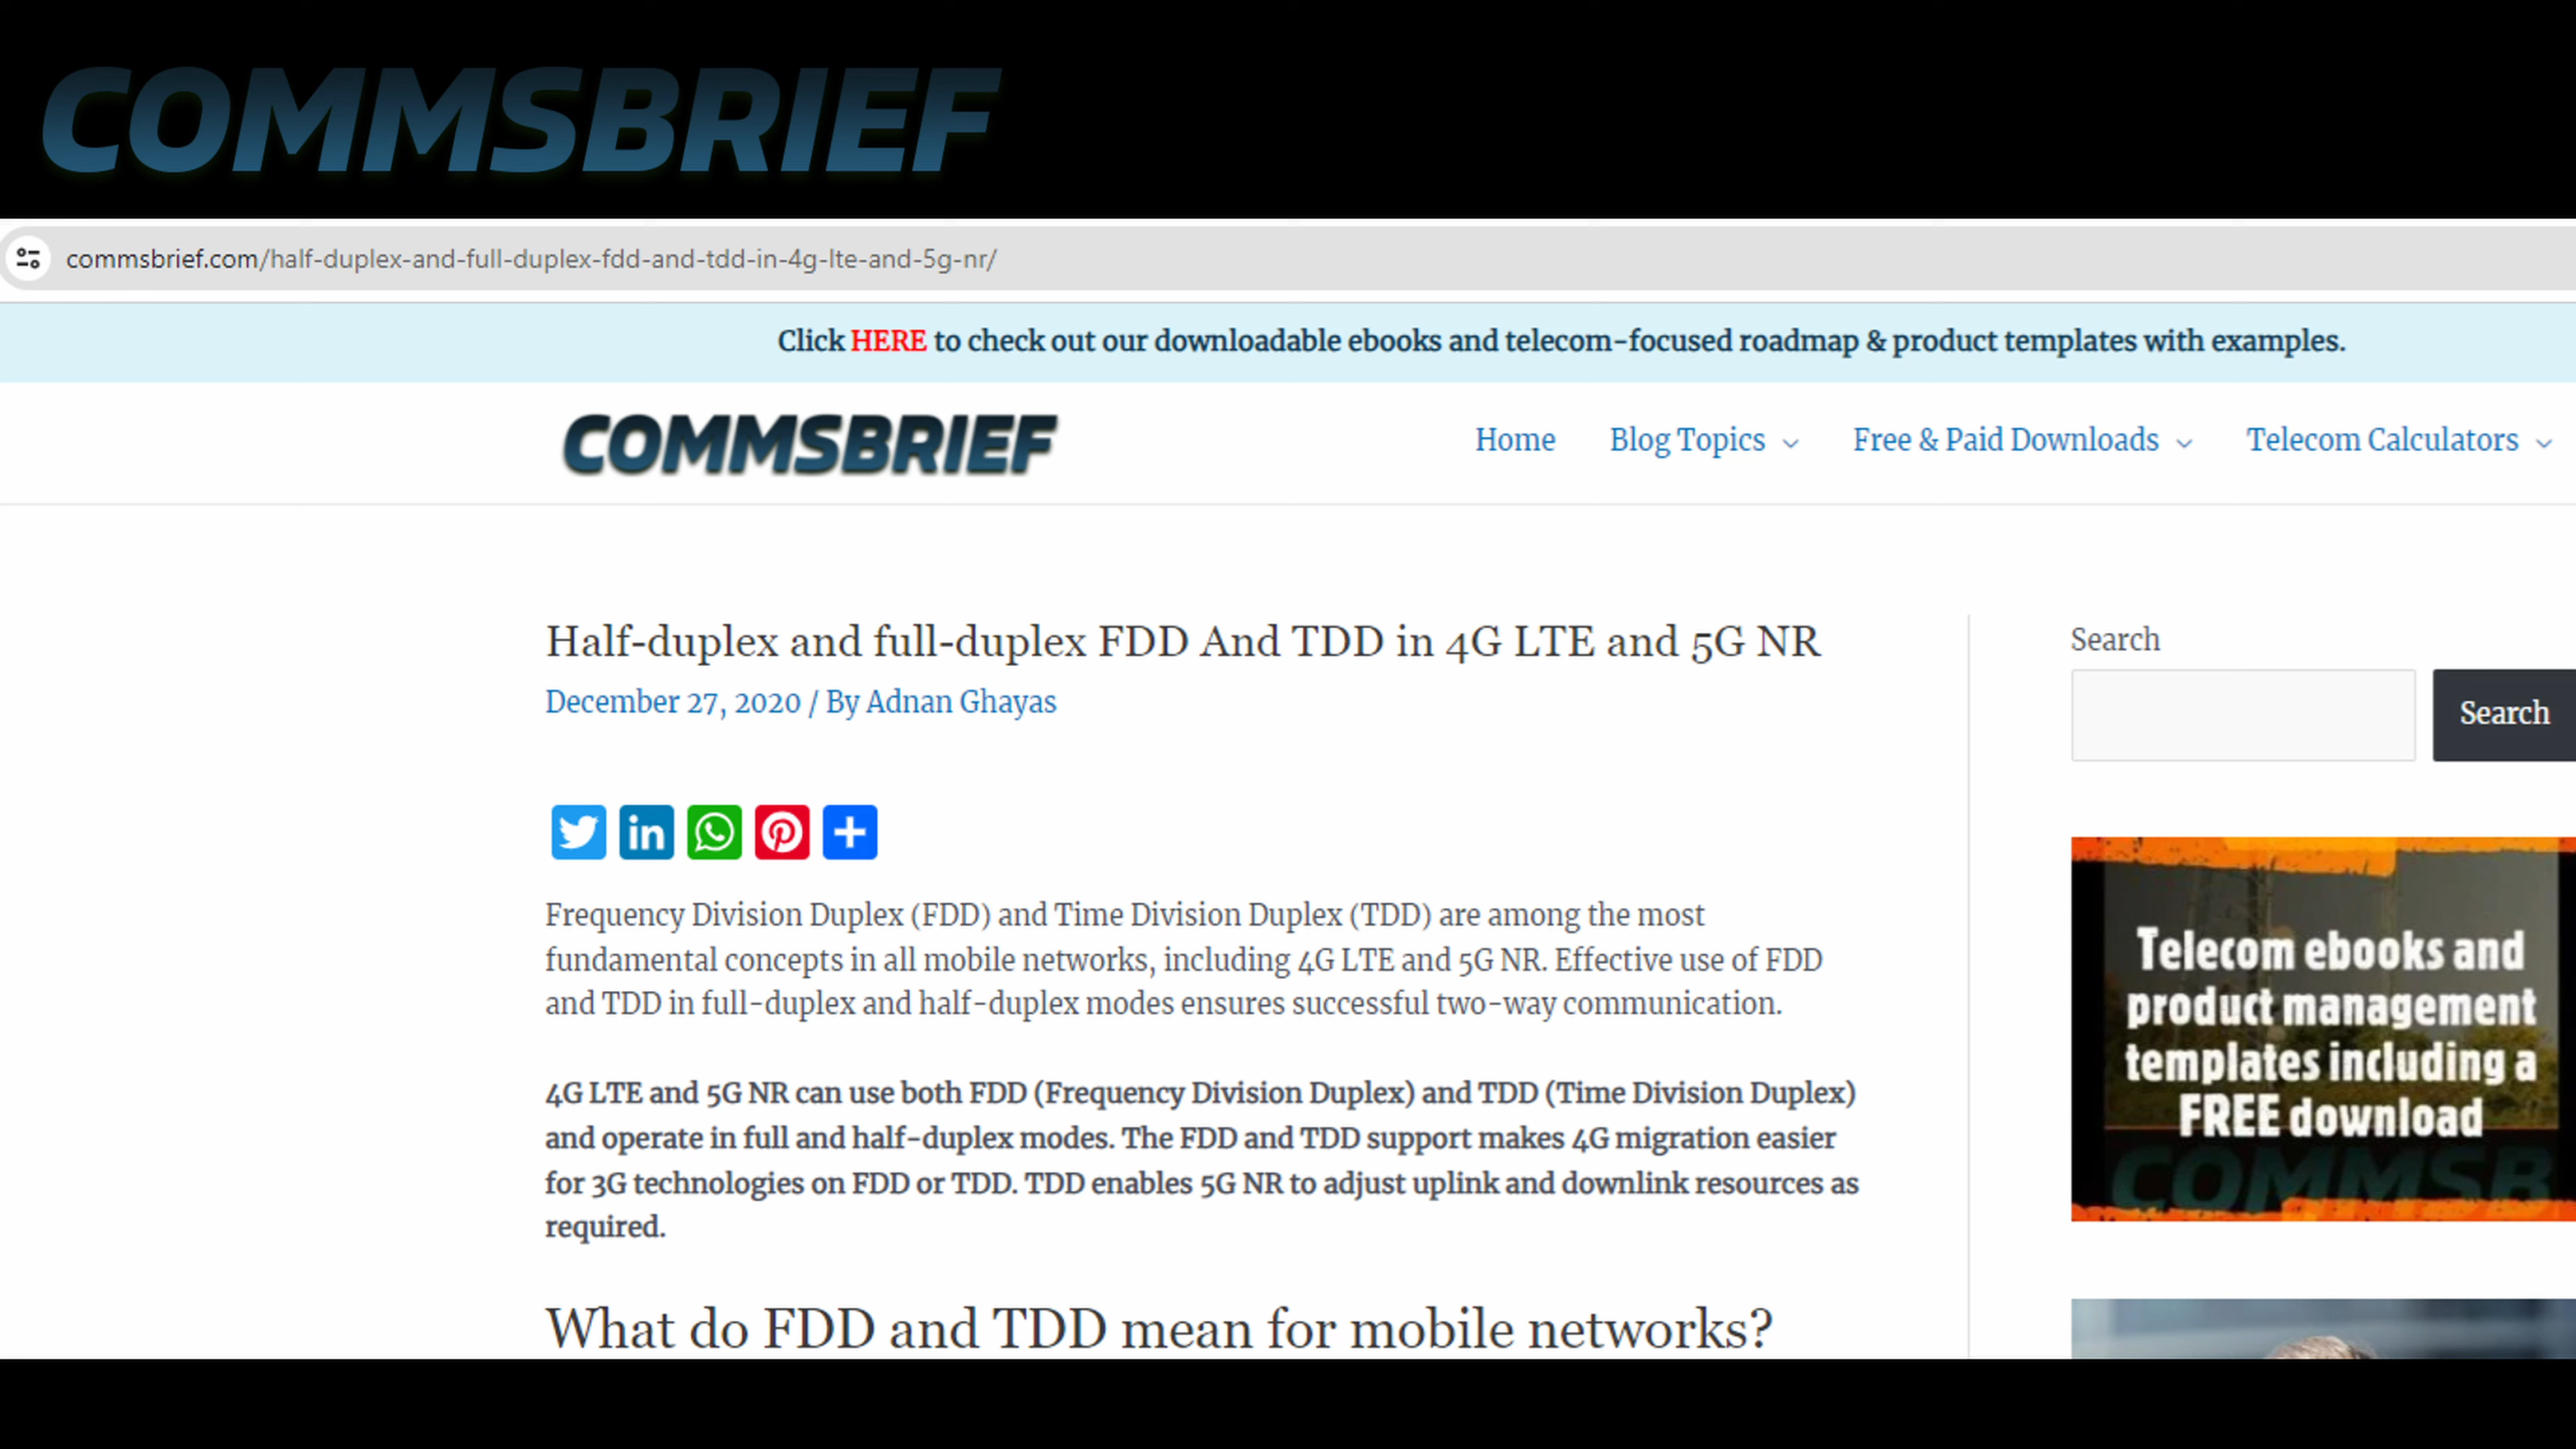 COMMSBRIEF
commsbrief.com/half-duplex-and-full-duplex-fdd-and-tdd-in-4g-lte-and-5g-nr/
Click HERE to check out our downloadable ebooks and telecom-focused roadmap & product templates with examples.
COMMSBRIEF
Home Blog Topics Free & Paid Downloads Telecom Calculators
Half-duplex and full-duplex FDD And TDD in 4G LTE and 5G NR
December 27, 2020 / By Adnan Ghayas
Frequency Division Duplex (FDD) and Time Division Duplex (TDD) are among the most
fundamental concepts in all mobile networks, including 4G LTE and 5G NR. Effective use of FDD
and TDD in full-duplex and half-duplex modes ensures successful two-way communication.
4G LTE and 5G NR can use both FDD (Frequency Division Duplex) and TDD (Time Division Duplex)
and operate in full and half-duplex modes. The FDD and TDD support makes 4G migration easier
for 3G technologies on FDD or TDD. TDD enables 5G NR to adjust uplink and downlink resources as
required.
What do FDD and TDD mean for mobile networks?
Search
Search
Telecom ebooks and
product management
templates including a
FREE download
COMMSB